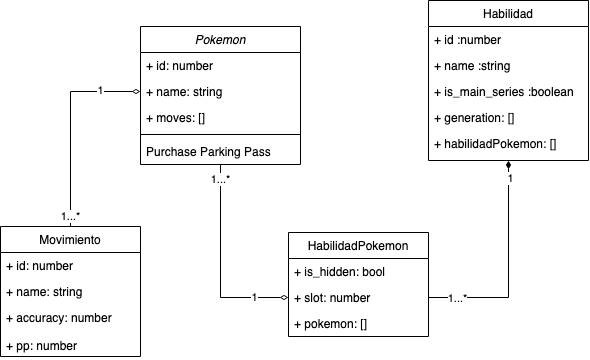 Pokemon
+ id: number
+ name: string
+ moves: []
Purchase Parking Pass
Habilidad
+ id :number
+ name :string
+ is_main_series :boolean
+ generation: []
+ habilidadPokemon: []
1
1...*
1...*
1
Movimiento
+ id: number
+ name: string
+ accuracy: number
+ pp: number
HabilidadPokemon
+ is_hidden: bool
+ slot: number
+ pokemon: []
1
1...*